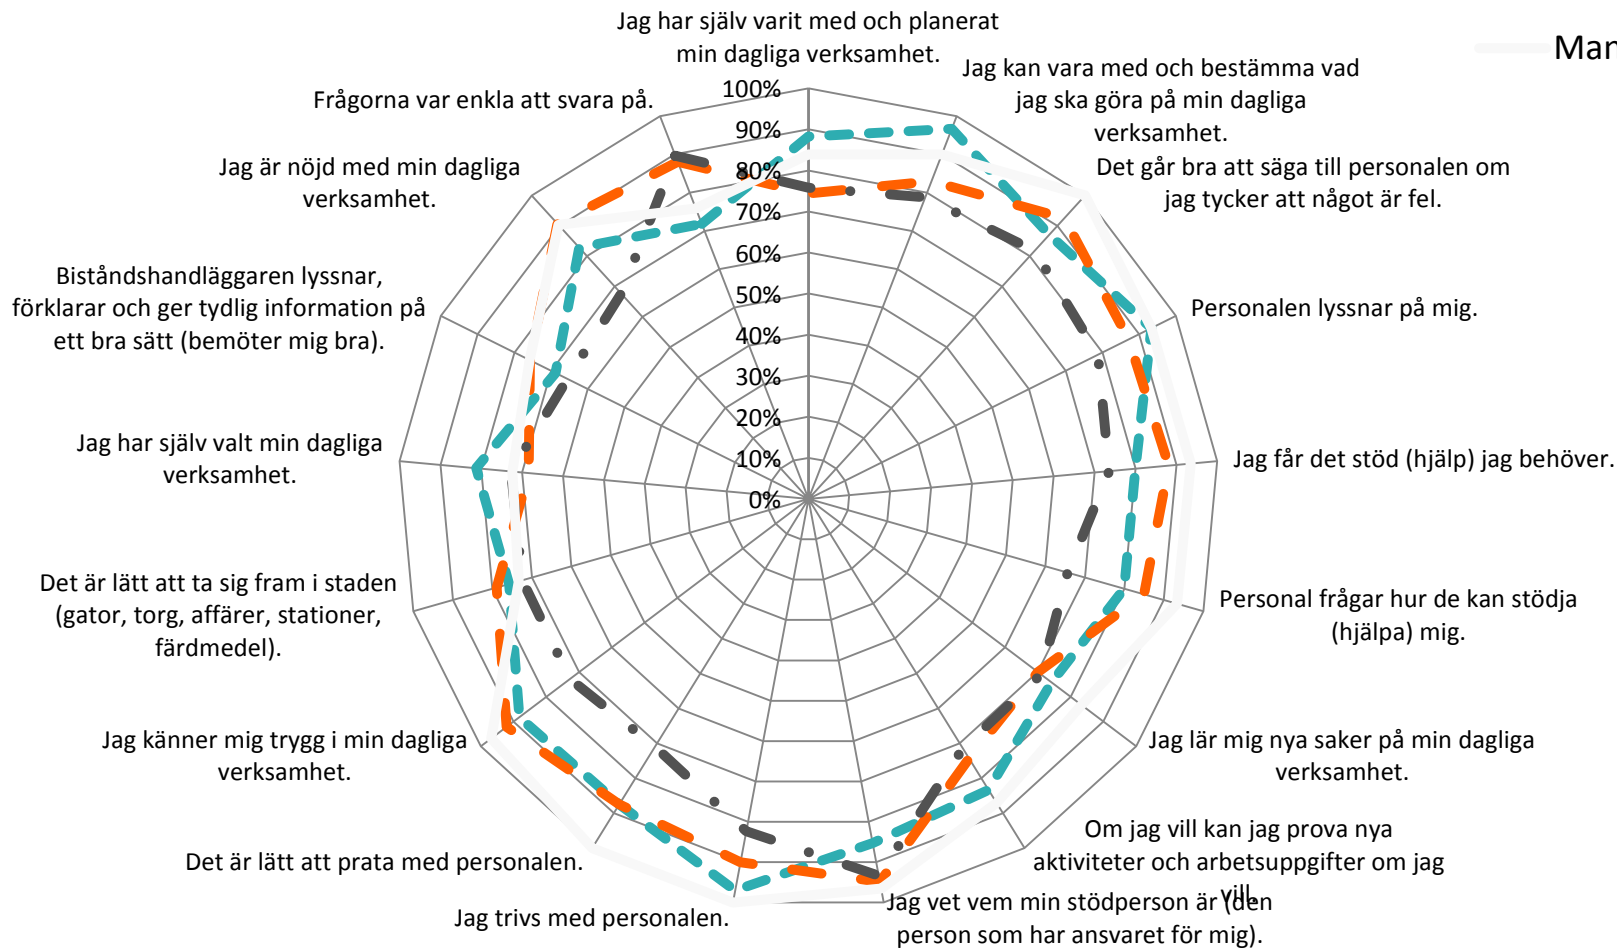 Jag har själv varit med och planerat
min dagliga verksamhet.
Man
Jag kan vara med och bestämma vad
jag ska göra på min dagliga
verksamhet.
Det går bra att säga till personalen om
jag tycker att något är fel.
Personalen lyssnar på mig.
Jag får det stöd (hjälp) jag behöver.
Personal frågar hur de kan stödja
(hjälpa) mig.
Jag lär mig nya saker på min dagliga
verksamhet.
Om jag vill kan jag prova nya
aktiviteter och arbetsuppgifter om jag
vill.
Jag vet vem min stödperson är (den
person som har ansvaret för mig).
Jag trivs med personalen.
Det är lätt att prata med personalen.
Jag känner mig trygg i min dagliga
verksamhet.
Det är lätt att ta sig fram i staden
(gator, torg, affärer, stationer,
färdmedel).
Jag har själv valt min dagliga
verksamhet.
Biståndshandläggaren lyssnar,
förklarar och ger tydlig information på
ett bra sätt (bemöter mig bra).
Jag är nöjd med min dagliga
verksamhet.
Frågorna var enkla att svara på.
100%
90%
80%
70%
60%
50%
40%
30%
20%
10%
0%